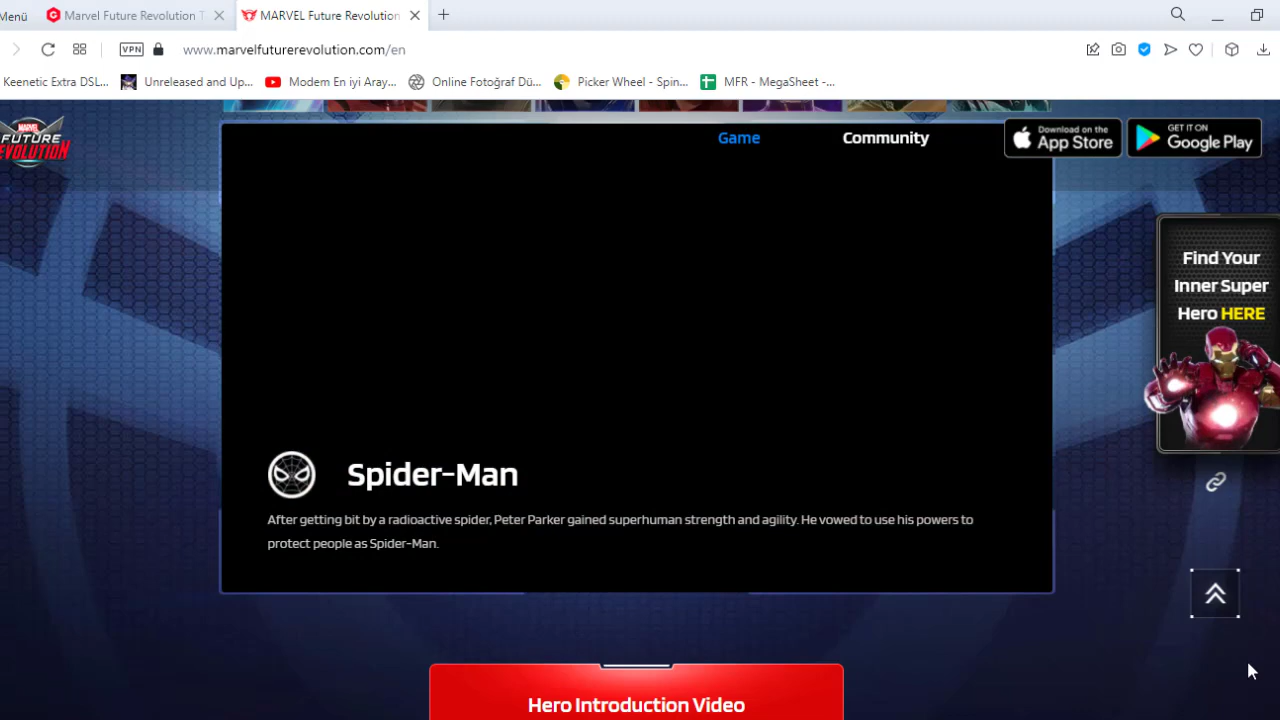 Menü
Marvel Future Revolution T
MARVEL Future Revolution
VPN
www.marvelfuturerevolution.com/en
Keenetic Extra DSL...
Unreleased and Up...
Modem En iyi Aray...
Online Fotoğraf Dü...
Picker Wheel - Spin...
MFR - MegaSheet -...
MARVEL
FUTURE
REVOLUTION
Game
Community
Download on the
App Store
GET IT ON
Google Play
Find Your
Inner Super
Hero HERE
Spider-Man
After getting bit by a radioactive spider, Peter Parker gained superhuman strength and agility. He vowed to use his powers to
protect people as Spider-Man.
Hero Introduction Video